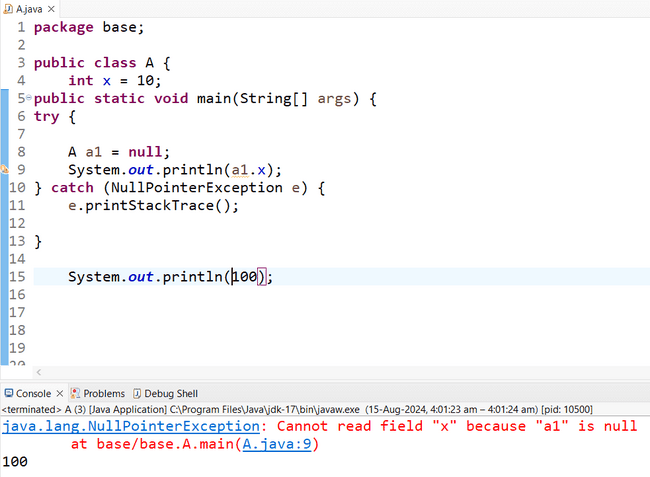 A.java
1 package base;
2
3 public class A {
4     int x = 10;
5 public static void main(String[] args) {
6 try {
7
8     A a1 = null;
9     System.out.println(a1.x);
10 } catch (NullPointerException e) {
11     e.printStackTrace();
12
13 }
14
15     System.out.println(100);
16
17
18
19
20
Console Problems Debug Shell
<terminated> A (3) [Java Application] C:\Program Files\Java\jdk-17\bin\javaw.exe (15-Aug-2024, 4:01:23 am – 4:01:24 am) [pid: 10500]
java.lang.NullPointerException: Cannot read field "x" because "a1" is null
        at base/base.A.main(A.java:9)
100